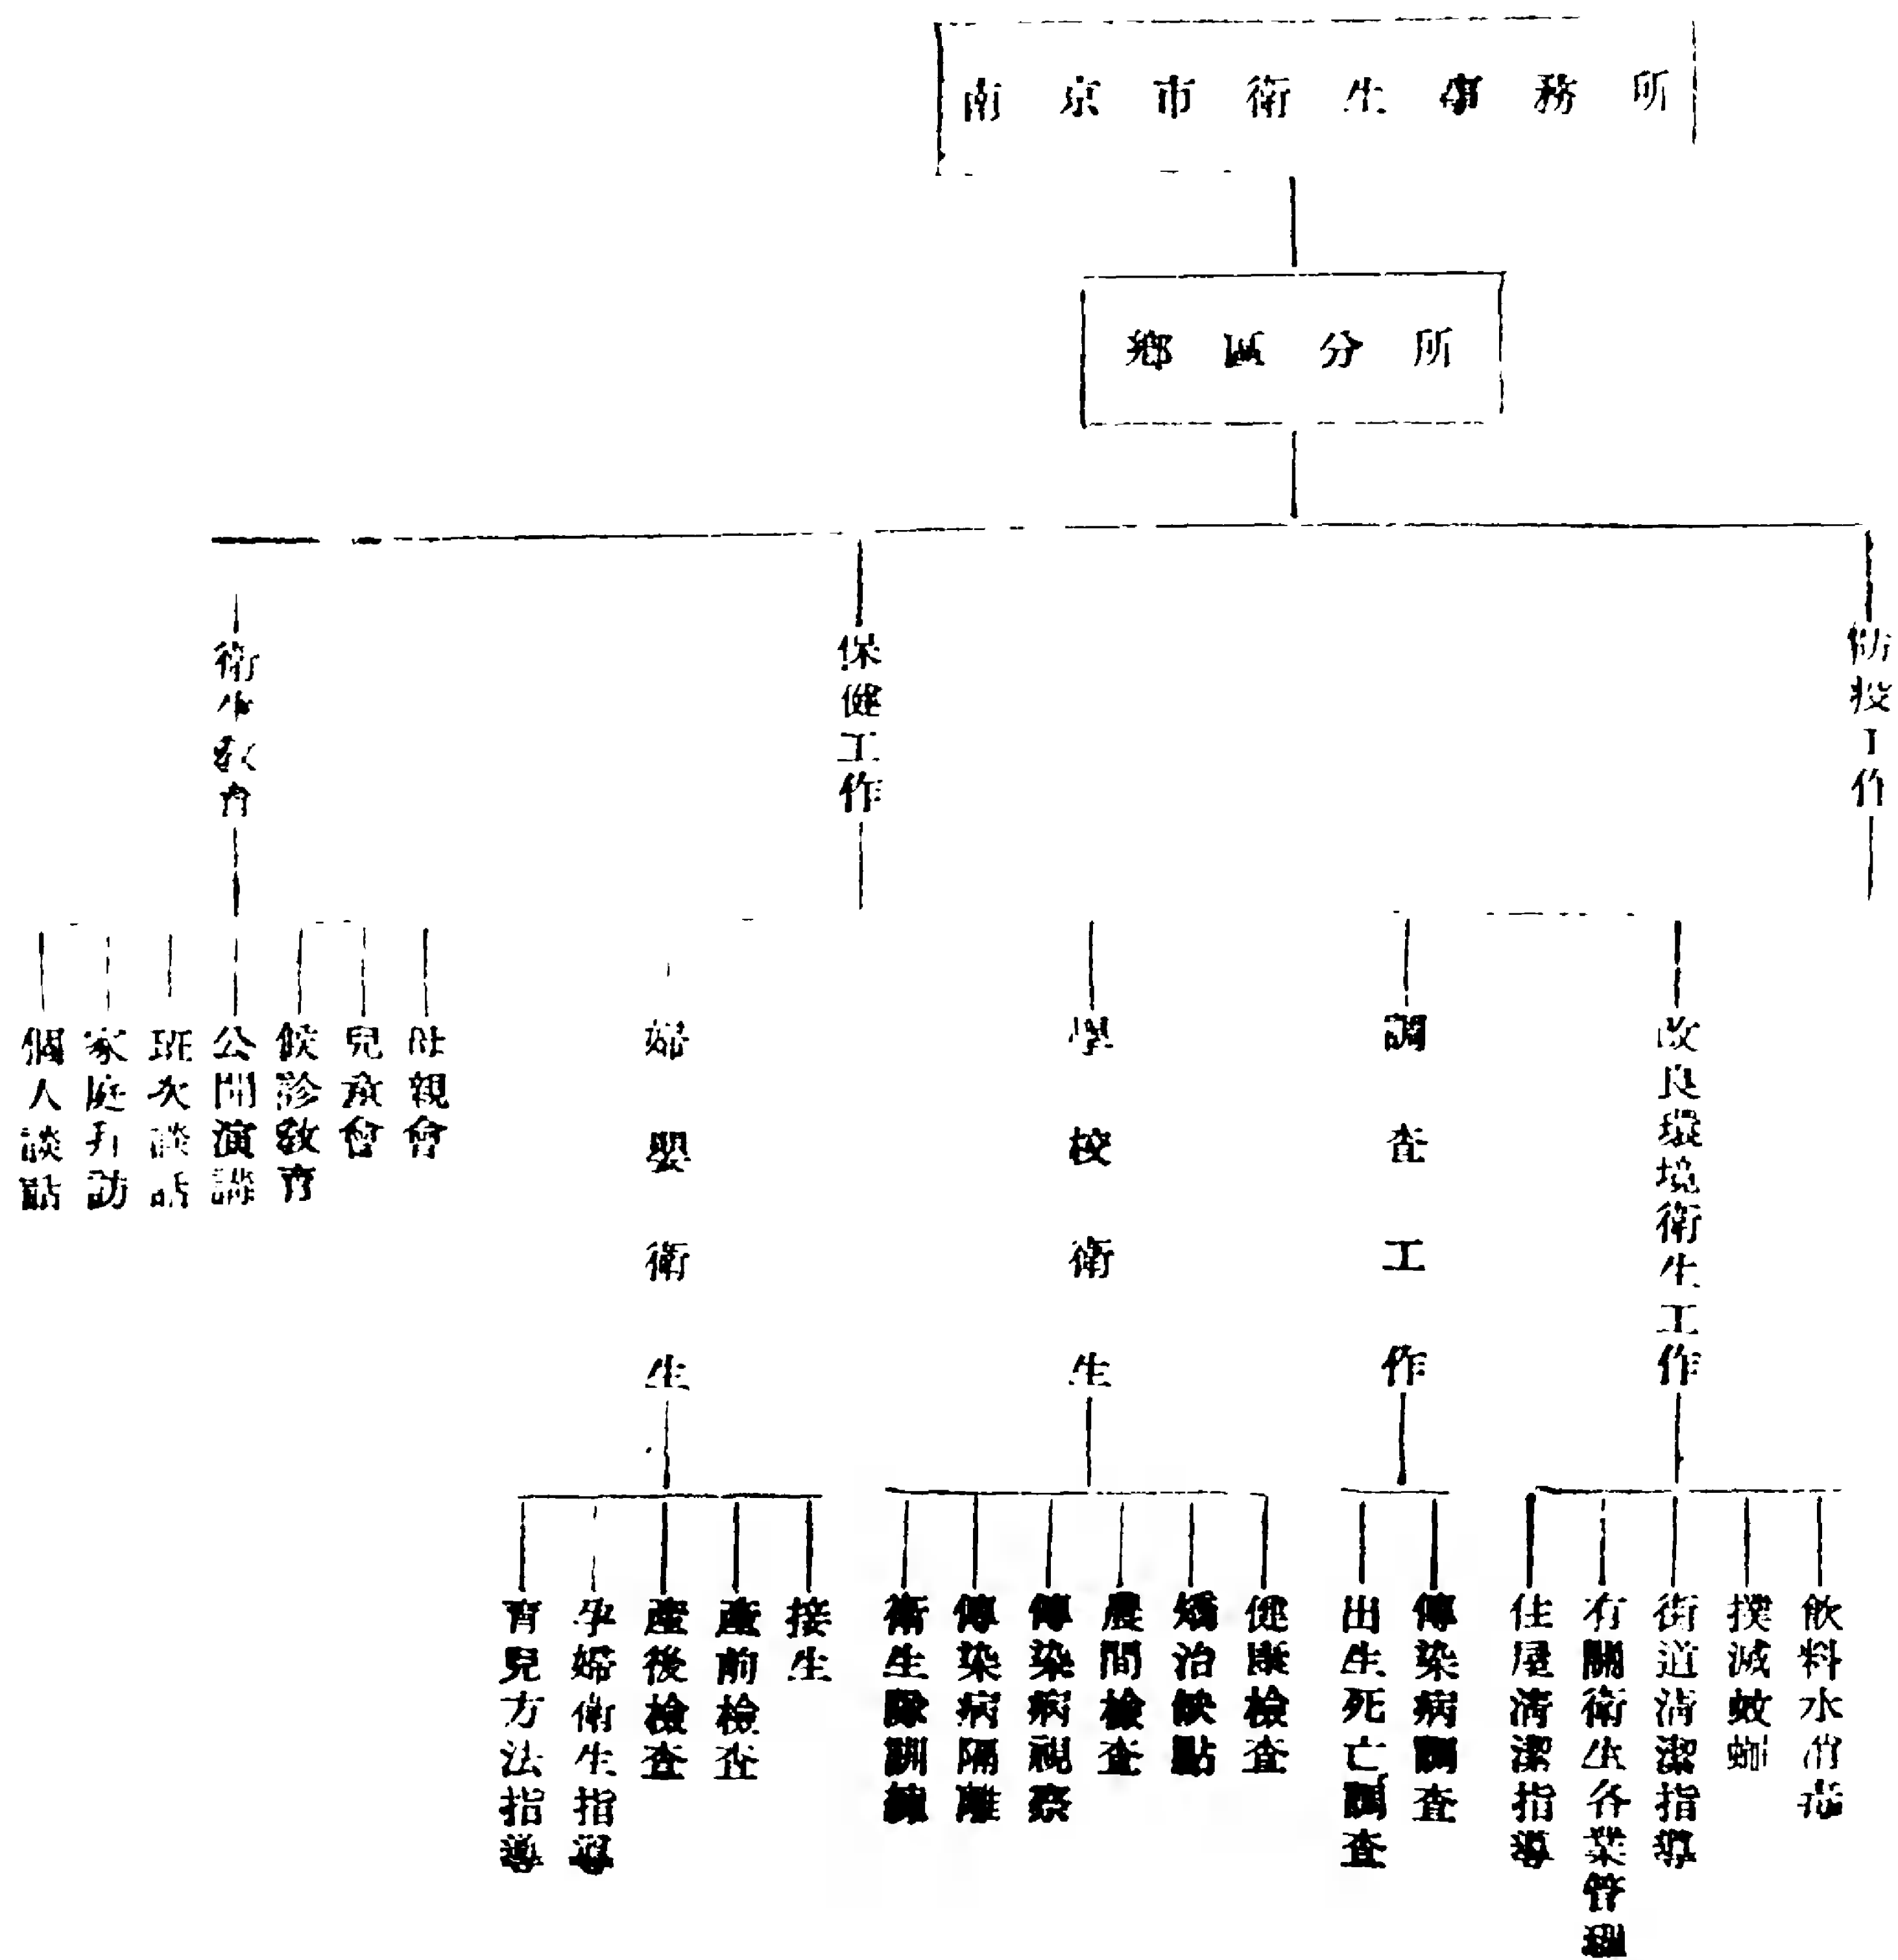 南京市衛生事務所
鄉區分所
防疫工作
保健工作
衛生教育
改良環境衛生工作
調查工作
學校衛生
婦嬰衛生
母親會
兒童會
候診教育
公開演講
班次談話
家庭拜訪
個人談話
飲料水消毒
撲滅蚊蝍
街道清潔指導
有關衛生各業管理
住屋清潔指導
傳染病調查
出生死亡調查
健康檢查
矯治缺點
晨間檢查
傳染病視察
傳染病隔離
衛生隊訓練
接生
產前檢查
產後檢查
孕婦衛生指導
育兒方法指導